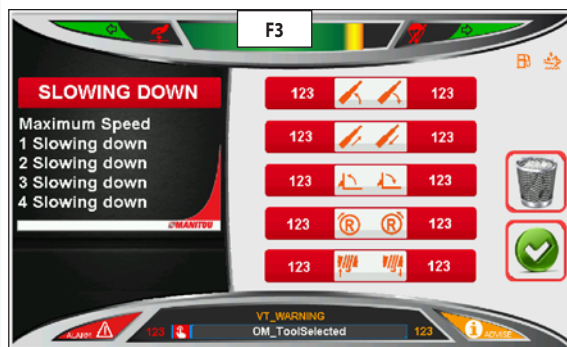 F3
SLOWING DOWN
Maximum Speed
1 Slowing down
2 Slowing down
3 Slowing down
4 Slowing down
MANITOU
123 123
123 123
123 123
123 R R 123
123 123
ALARM
123
VT_WARNING
OM_ToolSelected
123
ADVISE